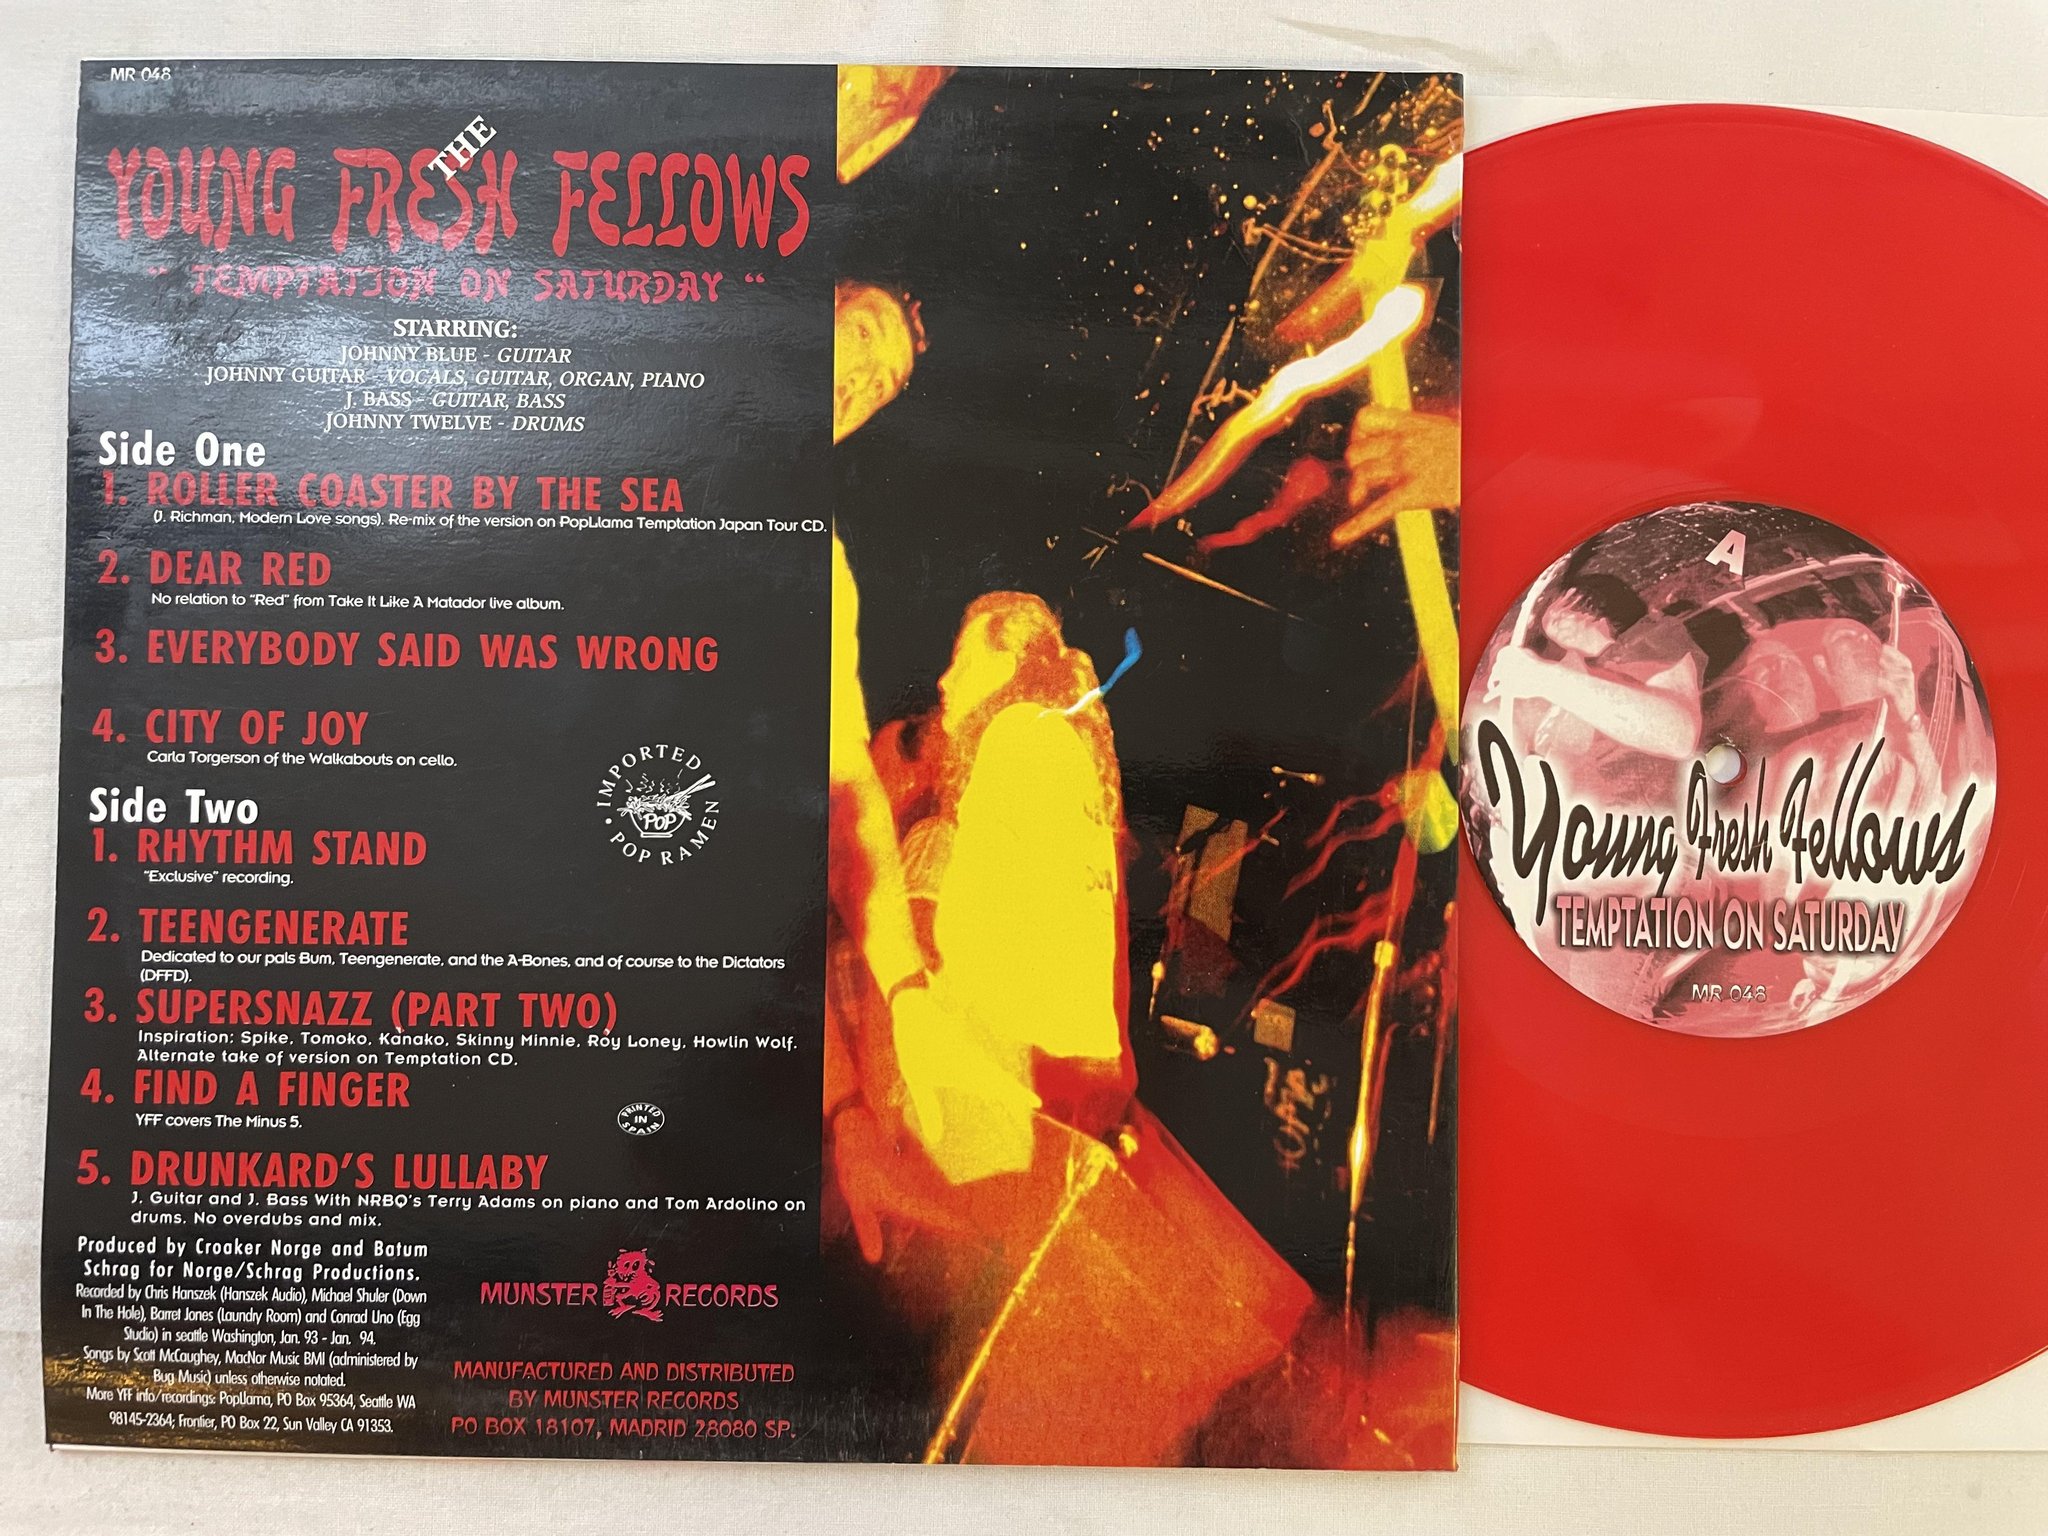 MR 048
THE
YOUNG FRESH FELLOWS
" TEMPTATION ON SATURDAY "
STARRING:
JOHNNY BLUE - GUITAR
JOHNNY GUITAR - VOCALS, GUITAR, ORGAN, PIANO
J. BASS - GUITAR, BASS
JOHNNY TWELVE - DRUMS
Side One
1. ROLLER COASTER BY THE SEA
(J. Richman, Modern Love songs). Re-mix of the version on PopLlama Temptation Japan Tour CD.
2. DEAR RED
No relation to "Red" from Take It Like A Matador live album.
3. EVERYBODY SAID WAS WRONG
4. CITY OF JOY
Carla Torgerson of the Walkabouts on cello.
IMPORTED
POP
• POP RAMEN •
Side Two
1. RHYTHM STAND
"Exclusive" recording.
2. TEENGENERATE
Dedicated to our pals Bum, Teengenerate, and the A-Bones, and of course to the Dictators
(DFFD).
3. SUPERSNAZZ (PART TWO)
Inspiration: Spike, Tomoko, Kanako, Skinny Minnie, Roy Loney, Howlin Wolf.
Alternate take of version on Temptation CD.
4. FIND A FINGER
YFF covers The Minus 5.
PRINTED
IN
SPAIN
5. DRUNKARD'S LULLABY
J. Guitar and J. Bass With NRBQ's Terry Adams on piano and Tom Ardolino on
drums. No overdubs and mix.
Produced by Croaker Norge and Batum
Schrag for Norge/Schrag Productions.
Recorded by Chris Hanszek (Hanszek Audio), Michael Shuler (Down
In The Hole), Barret Jones (Laundry Room) and Conrad Uno (Egg
Studio) in seattle Washington, Jan. 93 - Jan. 94.
Songs by Scott McCaughey, MacNor Music BMI (administered by
Bug Music) unless otherwise notated.
More YFF info/recordings: PopLlama, PO Box 95364, Seattle WA
98145-2364; Frontier, PO Box 22, Sun Valley CA 91353.
MUNSTER RECORDS
MANUFACTURED AND DISTRIBUTED
BY MUNSTER RECORDS
PO BOX 18107, MADRID 28080 SP.
A
Young Fresh Fellows
TEMPTATION ON SATURDAY
MR 048